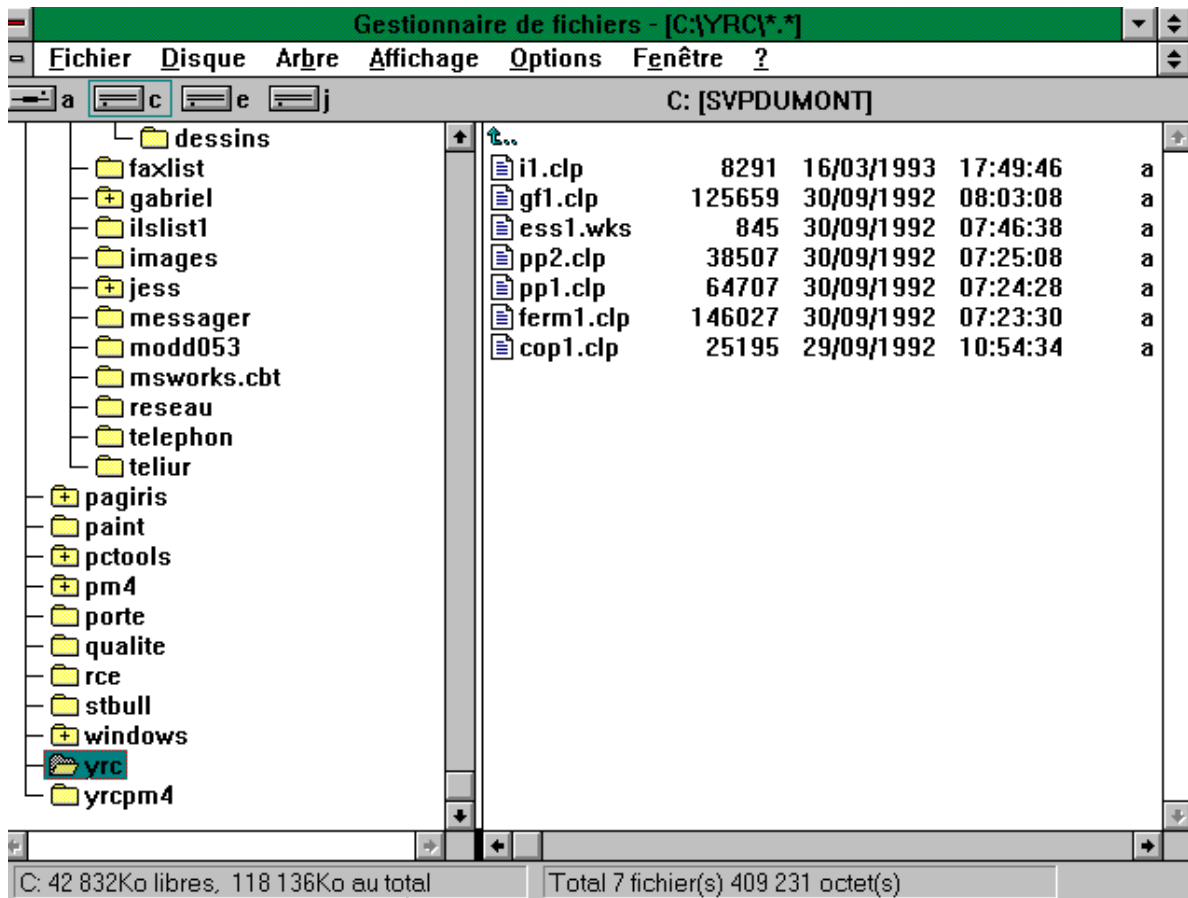 Gestionnaire de fichiers - [C:\YRC\*.*]
Fichier Disque Arbre Affichage Options Fenêtre ?
a c e j C: [SVPDUMONT]
dessins
faxlist
gabriel
ilslist1
images
jess
messager
modd053
msworks.cbt
reseau
telephon
teliur
pagiris
paint
pctools
pm4
porte
qualite
rce
stbull
windows
yrc
yrcpm4
..
i1.clp 8291 16/03/1993 17:49:46 a
gf1.clp 125659 30/09/1992 08:03:08 a
ess1.wks 845 30/09/1992 07:46:38 a
pp2.clp 38507 30/09/1992 07:25:08 a
pp1.clp 64707 30/09/1992 07:24:28 a
ferm1.clp 146027 30/09/1992 07:23:30 a
cop1.clp 25195 29/09/1992 10:54:34 a
C: 42 832Ko libres, 118 136Ko au total
Total 7 fichier(s) 409 231 octet(s)